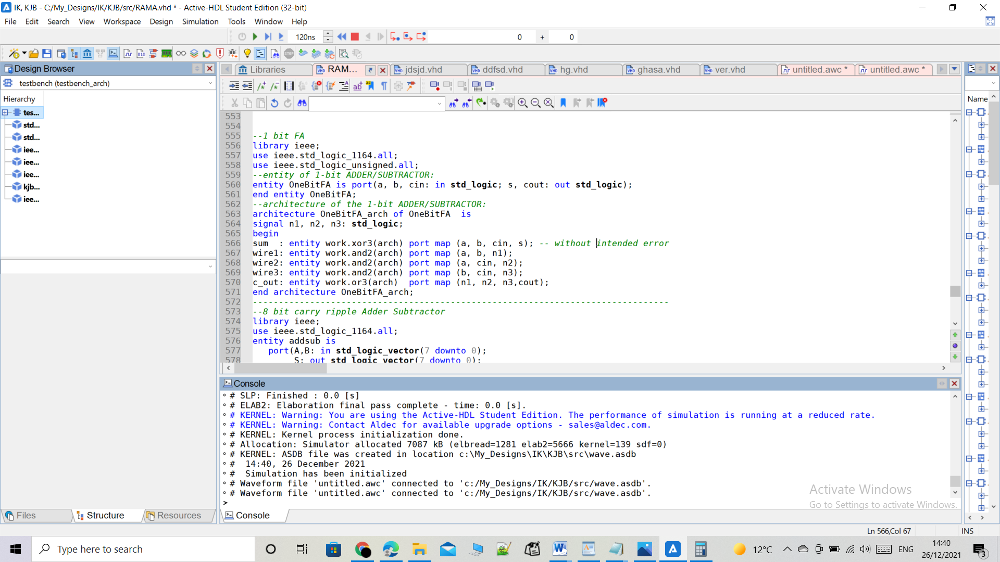 IK, KJB - C:/My_Designs/IK/KJB/src/RAMA.vhd * - Active-HDL Student Edition (32-bit)
File Edit Search View Workspace Design Simulation Tools Window Help
120ns 0 + 0
Design Browser
testbench (testbench_arch)
Hierarchy
tes...
std...
std...
iee...
iee...
iee...
kjb...
iee...
Libraries RAM... jdsjd.vhd ddfsd.vhd hg.vhd ghasa.vhd ver.vhd untitled.awc * untitled.awc *
Name
553
554
555 --1 bit FA
556 library ieee;
557 use ieee.std_logic_1164.all;
558 use ieee.std_logic_unsigned.all;
559 --entity of 1-bit ADDER/SUBTRACTOR:
560 entity OneBitFA is port(a, b, cin: in std_logic; s, cout: out std_logic);
561 end entity OneBitFA;
562 --architecture of the 1-bit ADDER/SUBTRACTOR:
563 architecture OneBitFA_arch of OneBitFA  is
564 signal n1, n2, n3: std_logic;
565 begin
566 sum  : entity work.xor3(arch) port map (a, b, cin, s); -- without intended error
567 wire1: entity work.and2(arch) port map (a, b, n1);
568 wire2: entity work.and2(arch) port map (a, cin, n2);
569 wire3: entity work.and2(arch) port map (b, cin, n3);
570 c_out: entity work.or3(arch)  port map (n1, n2, n3,cout);
571 end architecture OneBitFA_arch;
572 --------------------------------------------------------------------------------
573 --8 bit carry ripple Adder Subtractor
574 library ieee;
575 use ieee.std_logic_1164.all;
576 entity addsub is
577    port(A,B: in std_logic_vector(7 downto 0);
578         S: out std_logic_vector(7 downto 0);
Console
# SLP: Finished : 0.0 [s]
# ELAB2: Elaboration final pass complete - time: 0.0 [s].
# KERNEL: Warning: You are using the Active-HDL Student Edition. The performance of simulation is running at a reduced rate.
# KERNEL: Warning: Contact Aldec for available upgrade options - sales@aldec.com.
# KERNEL: Kernel process initialization done.
# Allocation: Simulator allocated 7087 kB (elbread=1281 elab2=5666 kernel=139 sdf=0)
# KERNEL: ASDB file was created in location c:\My_Designs\IK\KJB\src\wave.asdb
#  14:40, 26 December 2021
#  Simulation has been initialized
# Waveform file 'untitled.awc' connected to 'c:/My_Designs/IK/KJB/src/wave.asdb'.
# Waveform file 'untitled.awc' connected to 'c:/My_Designs/IK/KJB/src/wave.asdb'.
>
Activate Windows
Go to Settings to activate Windows.
Files Structure Resources
Console
Ln 566,Col 67 INS
Type here to search
12°C ENG
14:40
26/12/2021
3